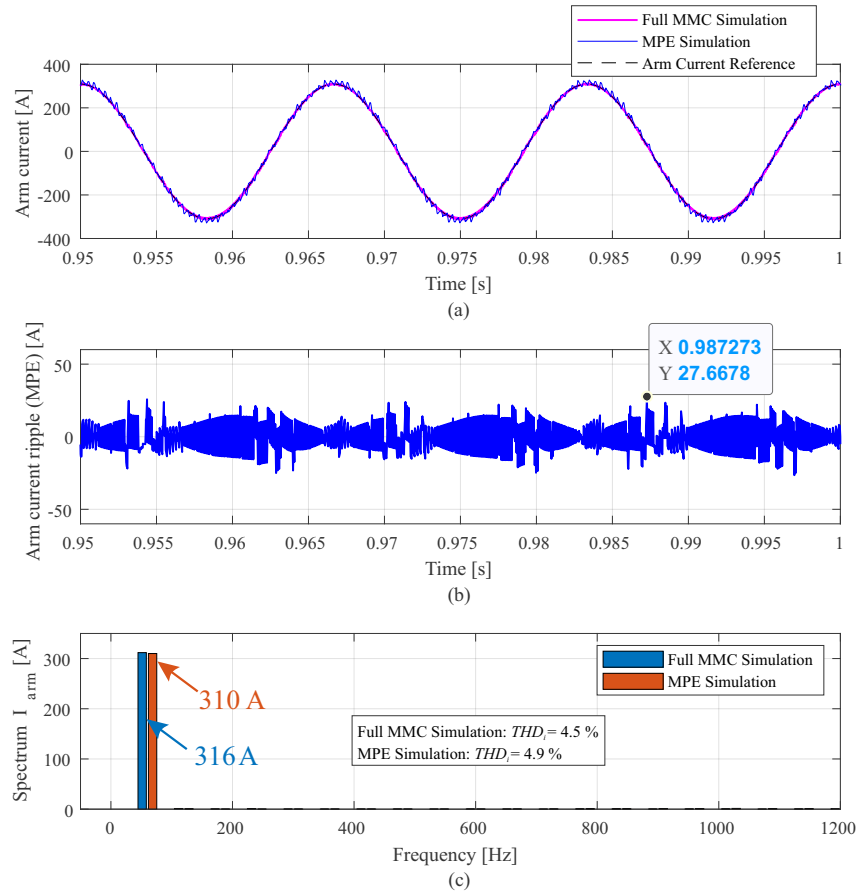 Full MMC Simulation
MPE Simulation
Arm Current Reference
Arm current [A]
400
200
0
-200
-400
0.95 0.955 0.96 0.965 0.97 0.975 0.98 0.985 0.99 0.995 1
Time [s]
(a)
X 0.987273
Y 27.6678
Arm current ripple (MPE) [A]
50
0
-50
0.95 0.955 0.96 0.965 0.97 0.975 0.98 0.985 0.99 0.995 1
Time [s]
(b)
Spectrum I arm [A]
300
200
100
0
Full MMC Simulation
MPE Simulation
310 A
316 A
Full MMC Simulation: THDi = 4.5 %
MPE Simulation: THDi = 4.9 %
0 200 400 600 800 1000 1200
Frequency [Hz]
(c)